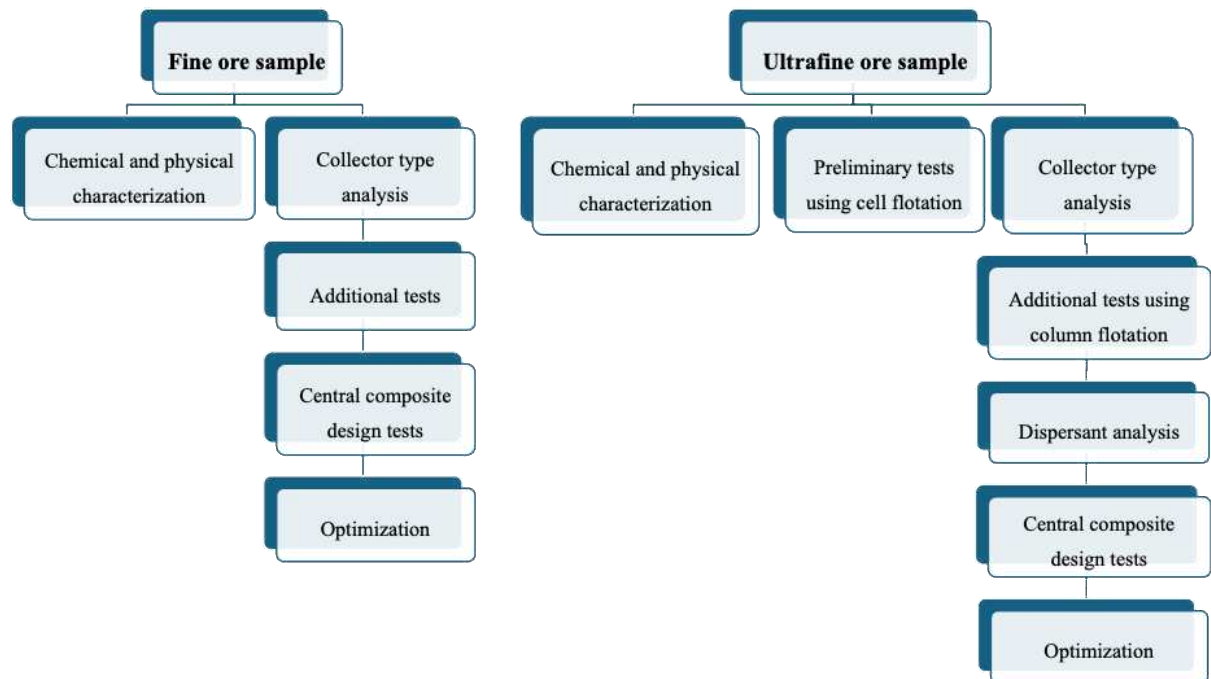 Fine ore sample
Chemical and physical
characterization
Collector type
analysis
Additional tests
Central composite
design tests
Optimization
Ultrafine ore sample
Chemical and physical
characterization
Preliminary tests
using cell flotation
Collector type
analysis
Additional tests using
column flotation
Dispersant analysis
Central composite
design tests
Optimization